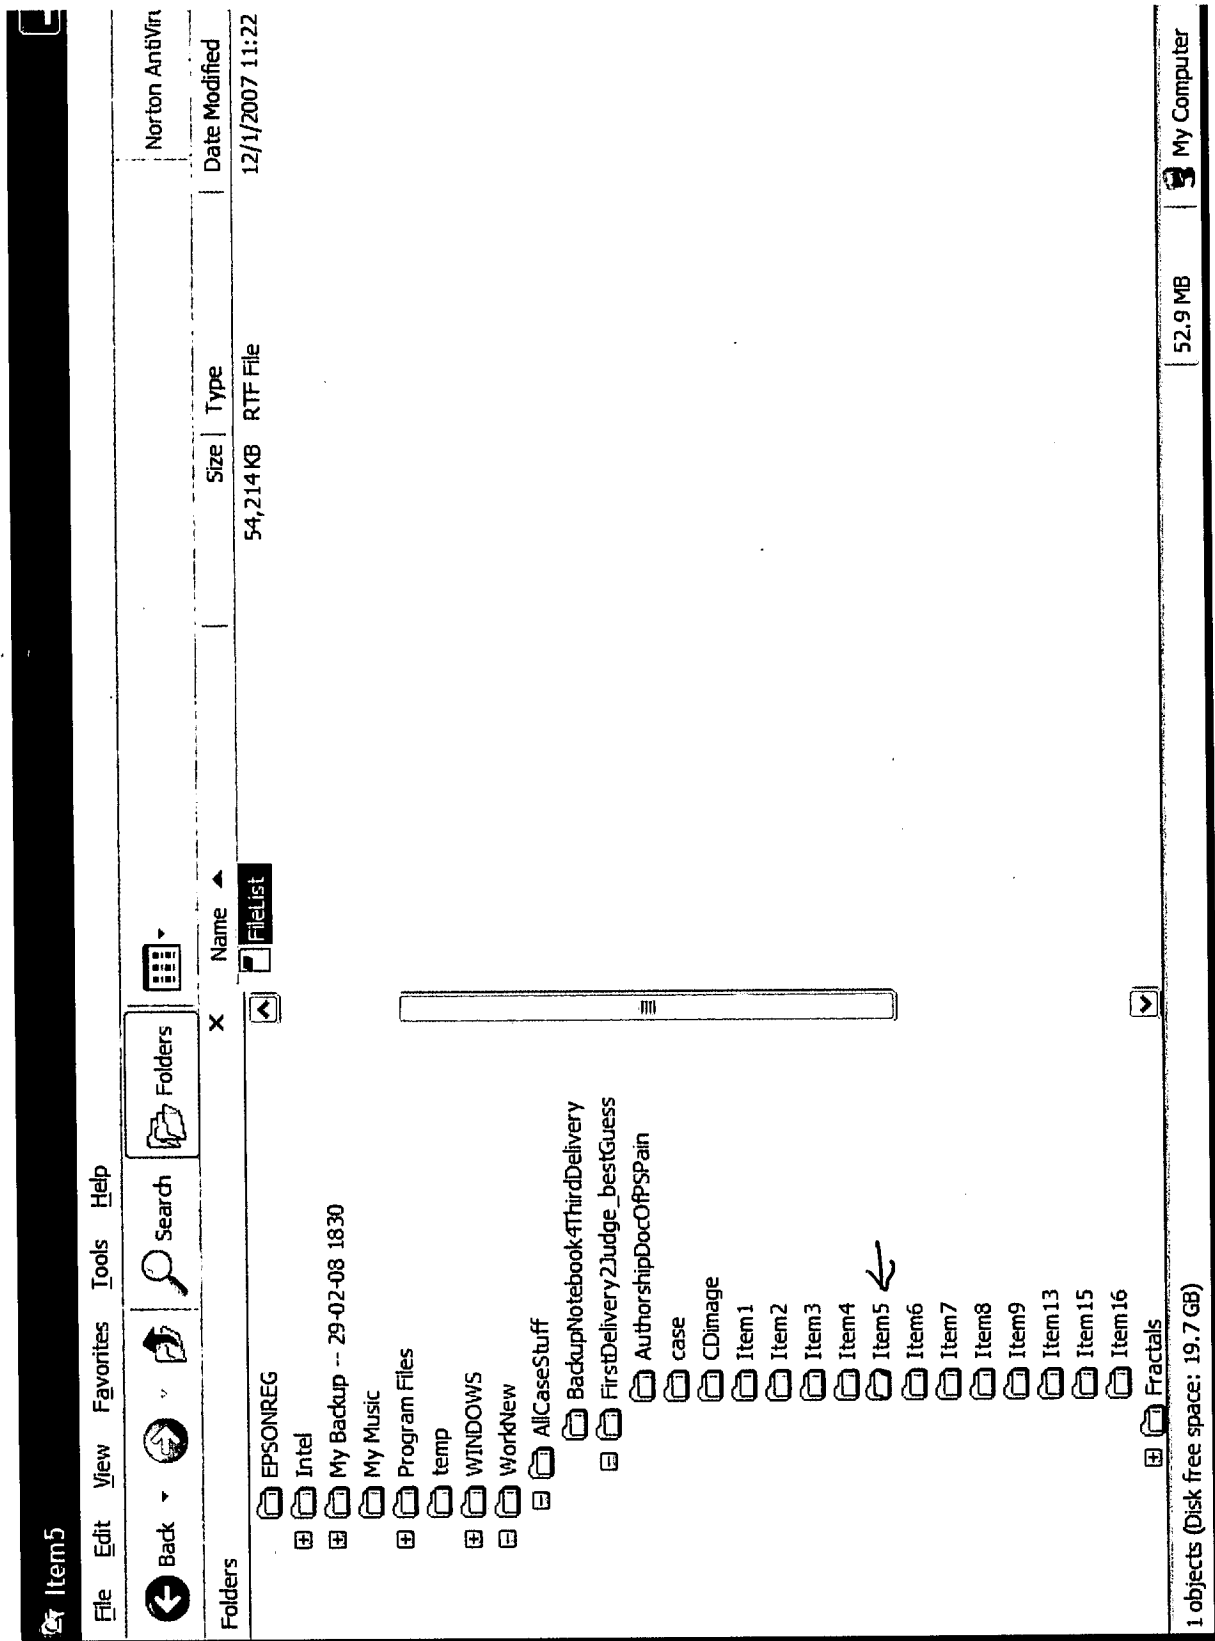 Item5
File Edit View Favorites Tools Help
Back Search Folders Norton AntiViru
Folders X
Name Size Type Date Modified
FileList 54,214 KB RTF File 12/1/2007 11:22
EPSONREG
Intel
My Backup -- 29-02-08 1830
My Music
Program Files
temp
WINDOWS
WorkNew
AllCaseStuff
BackupNotebook4ThirdDelivery
FirstDelivery2Judge_bestGuess
AuthorshipDocOfPSPain
case
CDimage
Item1
Item2
Item3
Item4
Item5
Item6
Item7
Item8
Item9
Item13
Item15
Item16
Fractals
1 objects (Disk free space: 19.7 GB) 52.9 MB My Computer